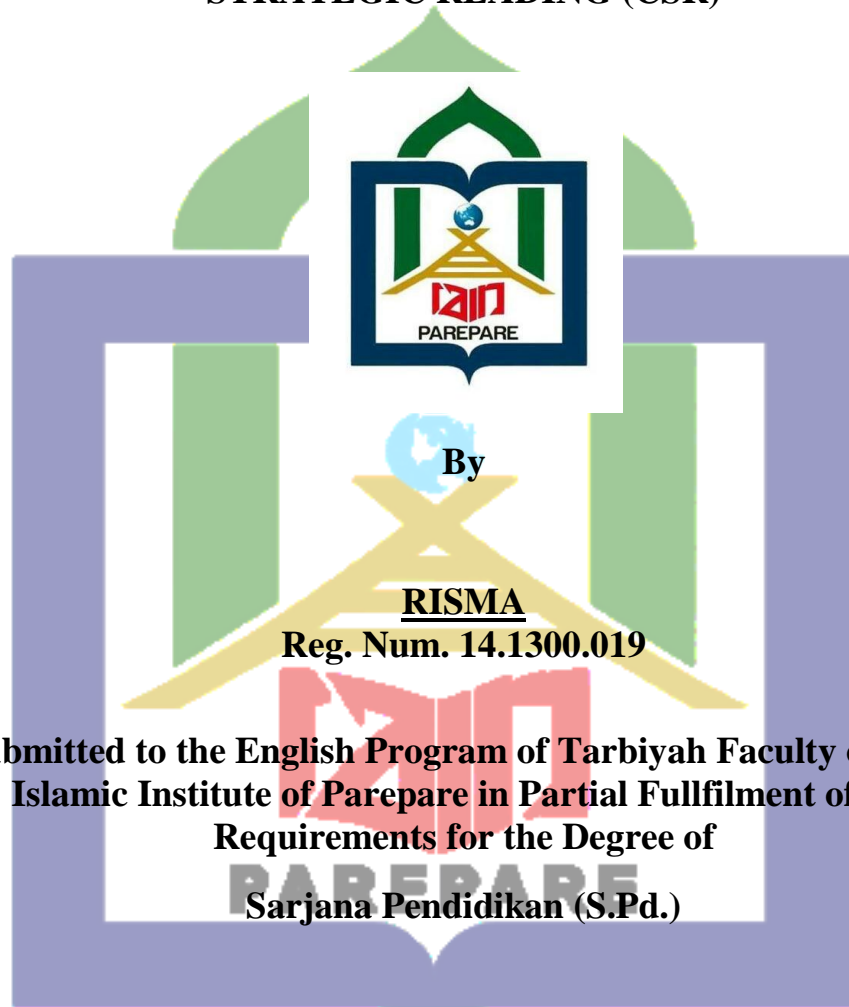 STRATEGIC READING (CSR)
iain
PAREPARE
By
RISMA
Reg. Num. 14.1300.019
bmitted to the English Program of Tarbiyah Faculty
Islamic Institute of Parepare in Partial Fullfilment of
Requirements for the Degree of
PAREPARE
Sarjana Pendidikan (S.Pd.)